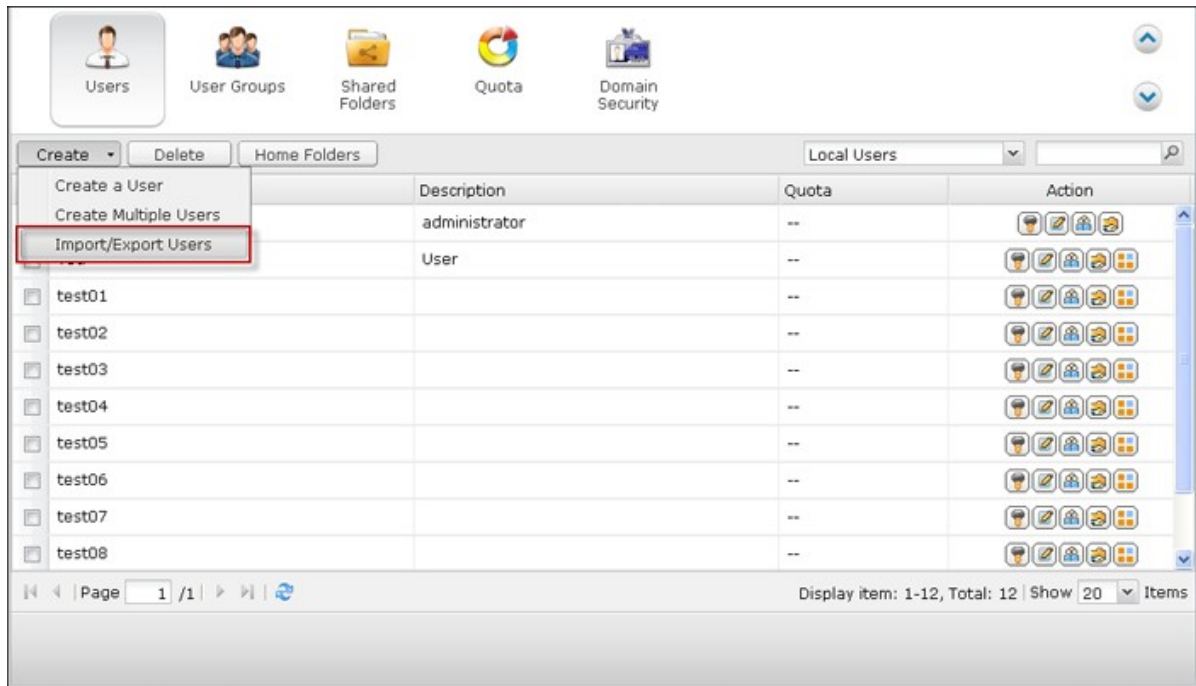 Users
User Groups
Shared Folders
Quota
Domain Security
Create
Delete
Home Folders
Local Users
Create a User
Create Multiple Users
Import/Export Users
Description
Quota
Action
administrator
--
User
--
test01
--
test02
--
test03
--
test04
--
test05
--
test06
--
test07
--
test08
--
Page 1 /1
Display item: 1-12, Total: 12 Show 20 Items